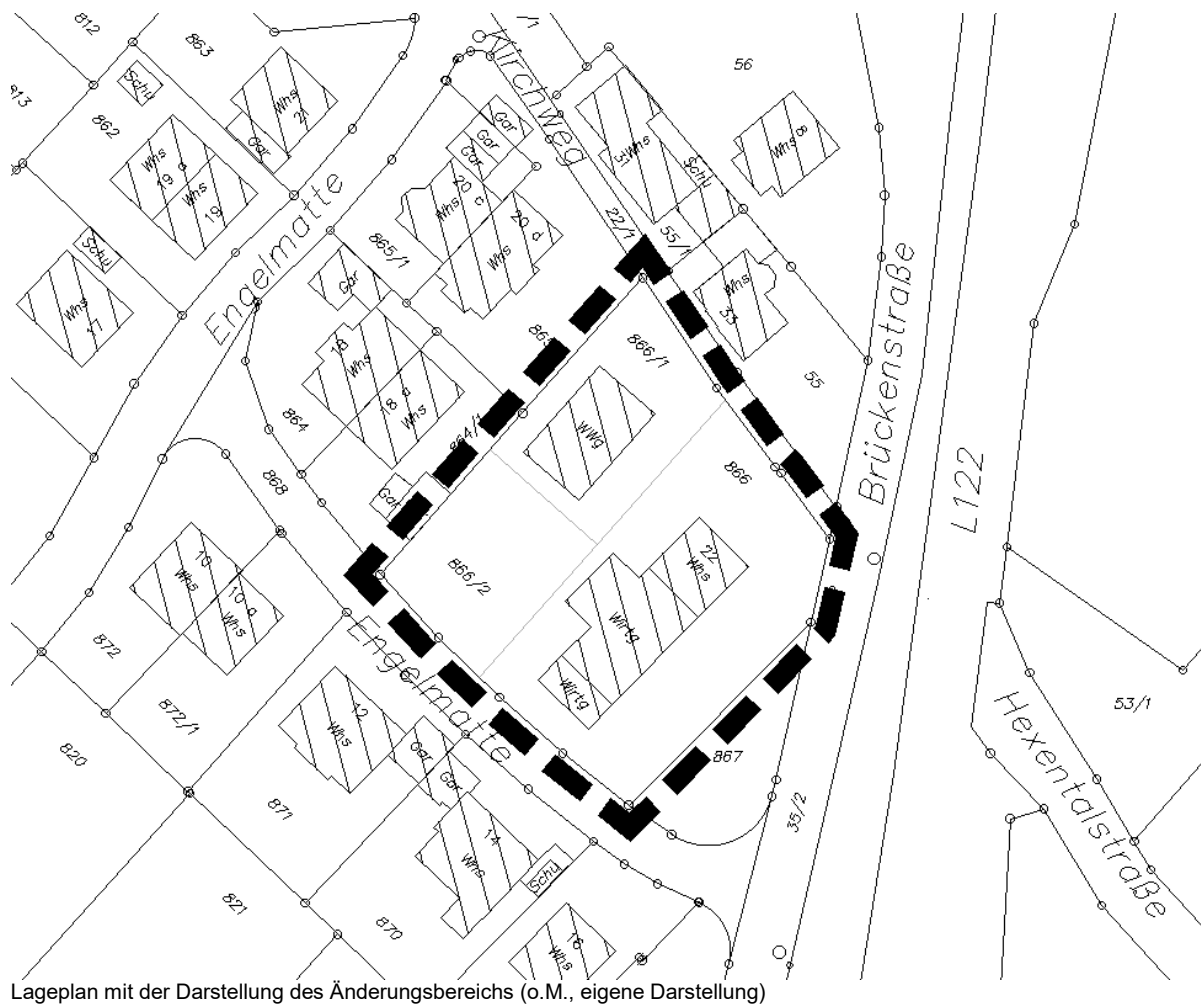 812
863
/1
Kirchweg
56
813
Schu
862
Whs
21
Gar
Gar
Gar
Gar
Whs
19 a
Whs
19
Whs
Schu
Whs 8
Engelmatte
20 c
Whs
20 d
Whs
22/1
55/1
Schu
865/1
Gar
Whs
17
Whs
33
Brückenstraße
18
Whs
18 a
Whs
866/1
55
864
864/1
WWg
866
L122
868
Gar
10
Whs
10 a
Whs
866/2
22
Whs
Wirtg
Wirtg
872
Engelmatte
872/1
12
Whs
Gar
Gar
820
867
53/1
Hexentalstraße
871
35/2
14
Whs
Schu
821
870
16
Whs
Lageplan mit der Darstellung des Änderungsbereichs (o.M., eigene Darstellung)